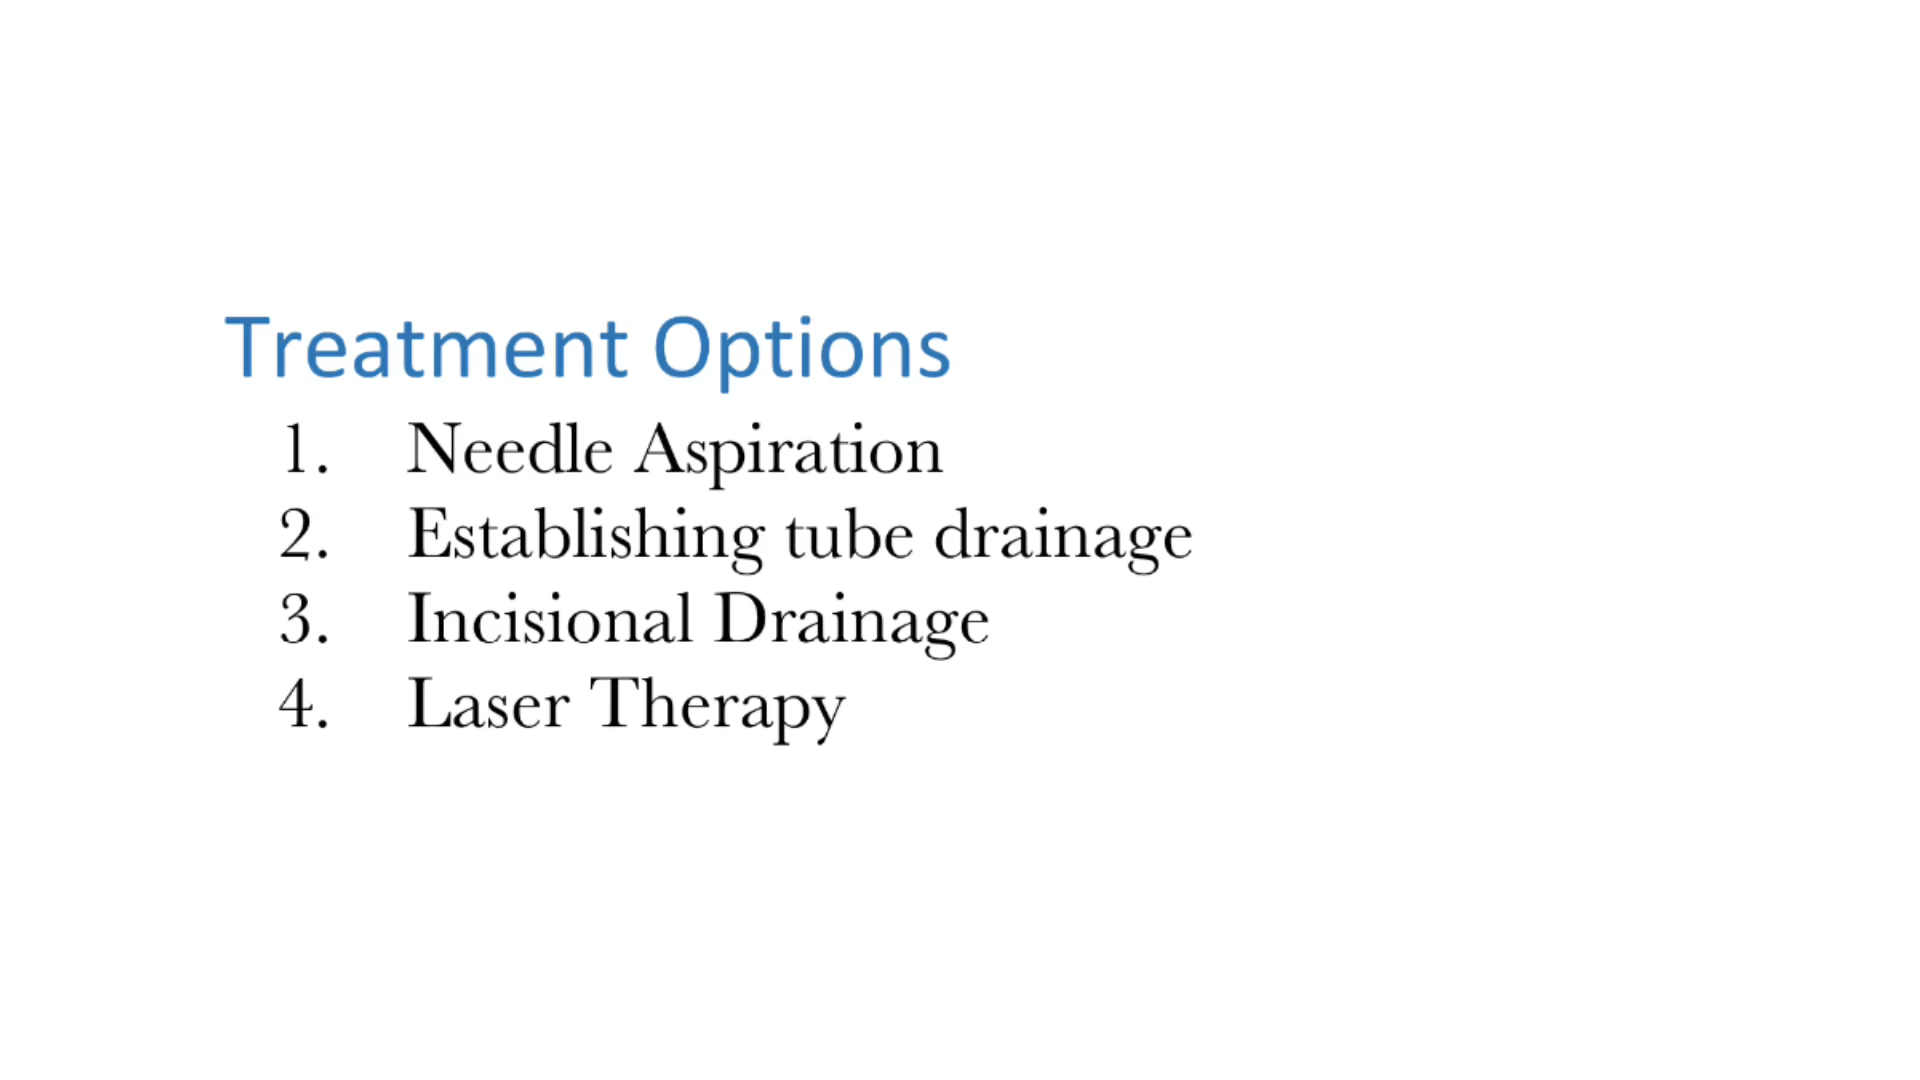 Treatment Options
1. Needle Aspiration
2. Establishing tube drainage
3. Incisional Drainage
4. Laser Therapy